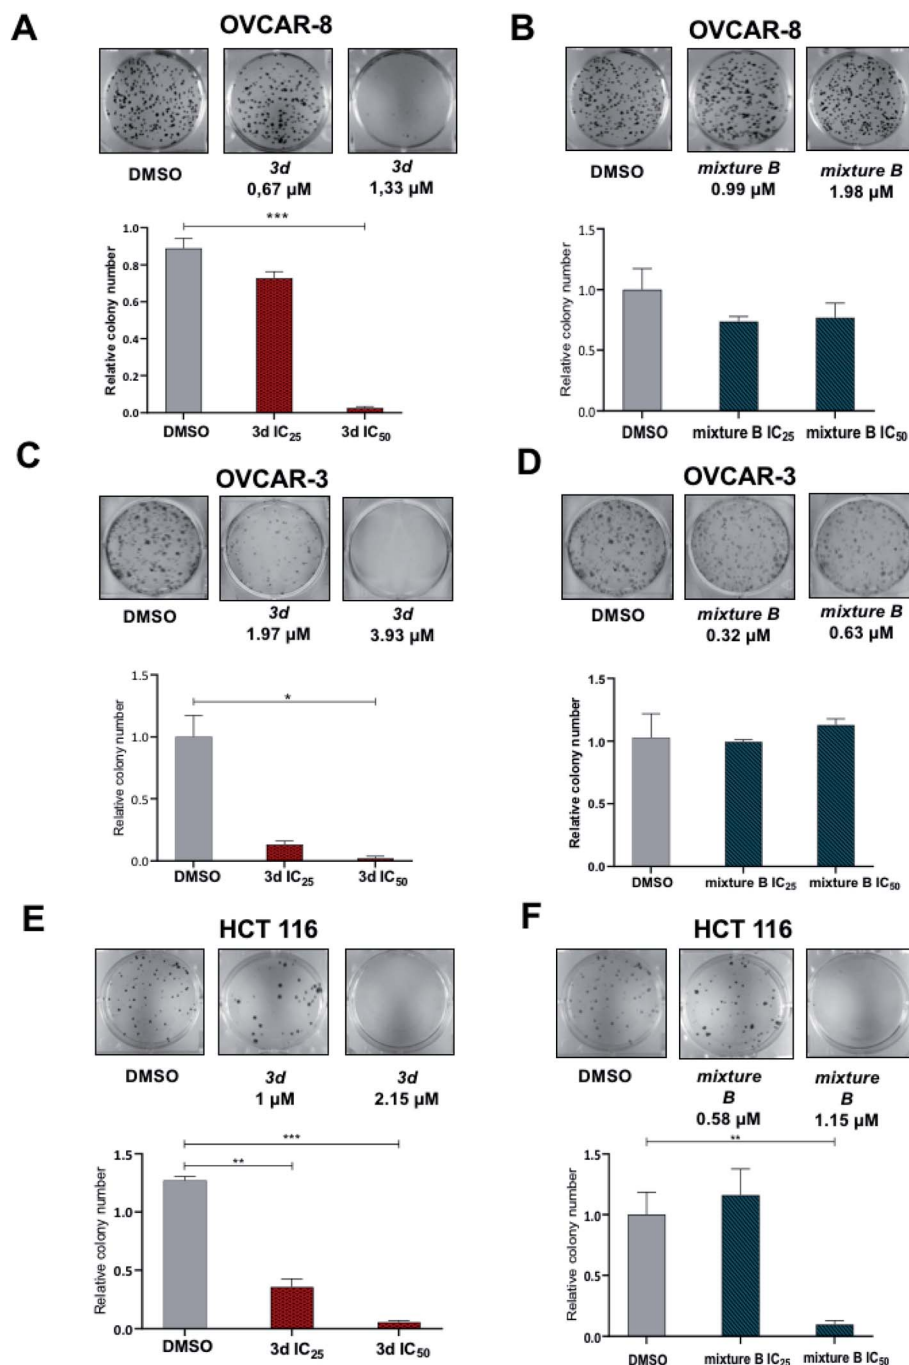 A
OVCAR-8
DMSO
3d
0,67 µM
3d
1,33 µM
***
Relative colony number
1.0
0.8
0.6
0.4
0.2
0.0
DMSO
3d IC25
3d IC50
B
OVCAR-8
DMSO
mixture B
0.99 µM
mixture B
1.98 µM
Relative colony number
1.5
1.0
0.5
0.0
DMSO
mixture B IC25
mixture B IC50
C
OVCAR-3
DMSO
3d
1.97 µM
3d
3.93 µM
*
Relative colony number
1.5
1.0
0.5
0.0
DMSO
3d IC25
3d IC50
D
OVCAR-3
DMSO
mixture B
0.32 µM
mixture B
0.63 µM
Relative colony number
1.5
1.0
0.5
0.0
DMSO
mixture B IC25
mixture B IC50
E
HCT 116
DMSO
3d
1 µM
3d
2.15 µM
***
**
Relative colony number
1.5
1.0
0.5
0.0
DMSO
3d IC25
3d IC50
F
HCT 116
DMSO
mixture
B
0.58 µM
mixture
B
1.15 µM
**
Relative colony number
1.5
1.0
0.5
0.0
DMSO
mixture B IC25
mixture B IC50